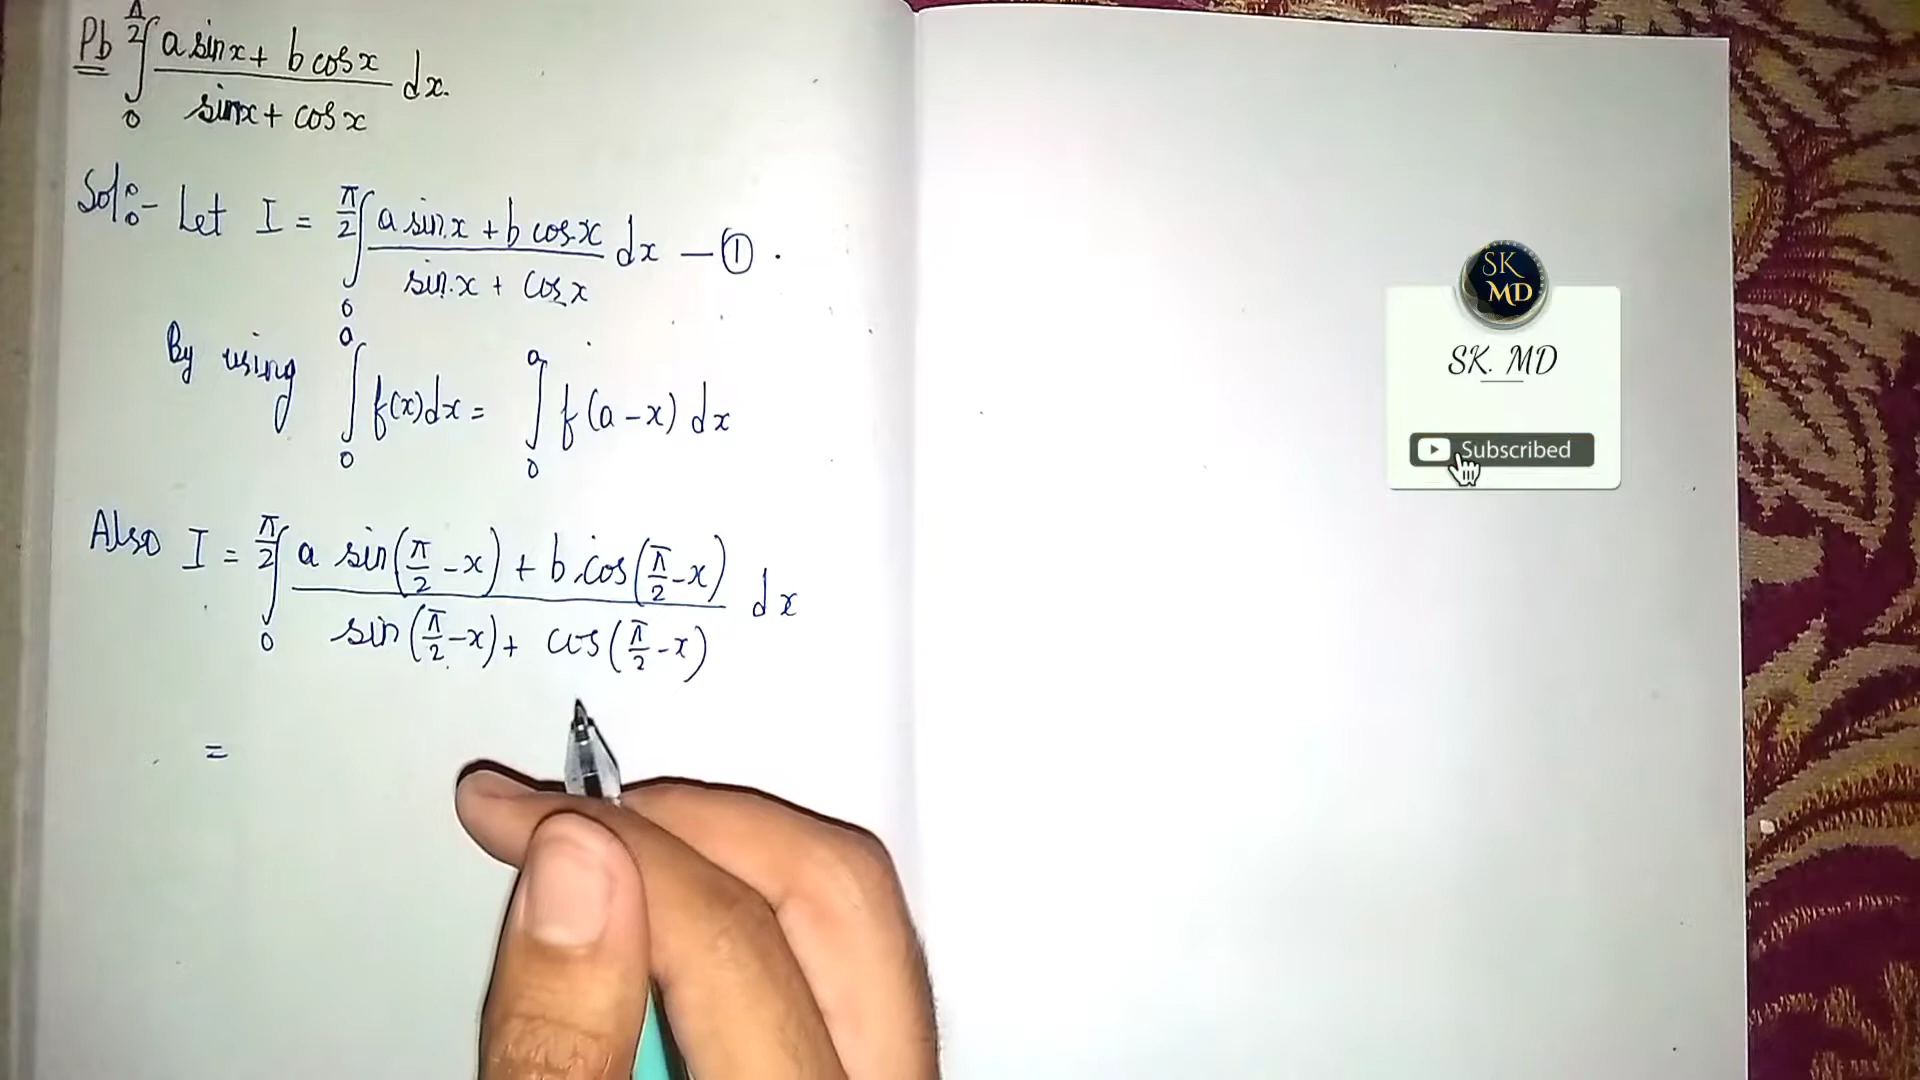 Pb ∫₀^{π/2} (a sinx + b cosx)/(sinx + cosx) dx.
Sol:- Let I = ∫₀^{π/2} (a sin x + b cos x)/(sin x + cos x) dx — ① .
By using ∫₀^a f(x)dx = ∫₀^a f(a-x) dx
Also I = ∫₀^{π/2} (a sin(π/2 - x) + b cos(π/2 - x))/(sin(π/2 - x) + cos(π/2 - x)) dx
=
SK
MD
SK. MD
Subscribed